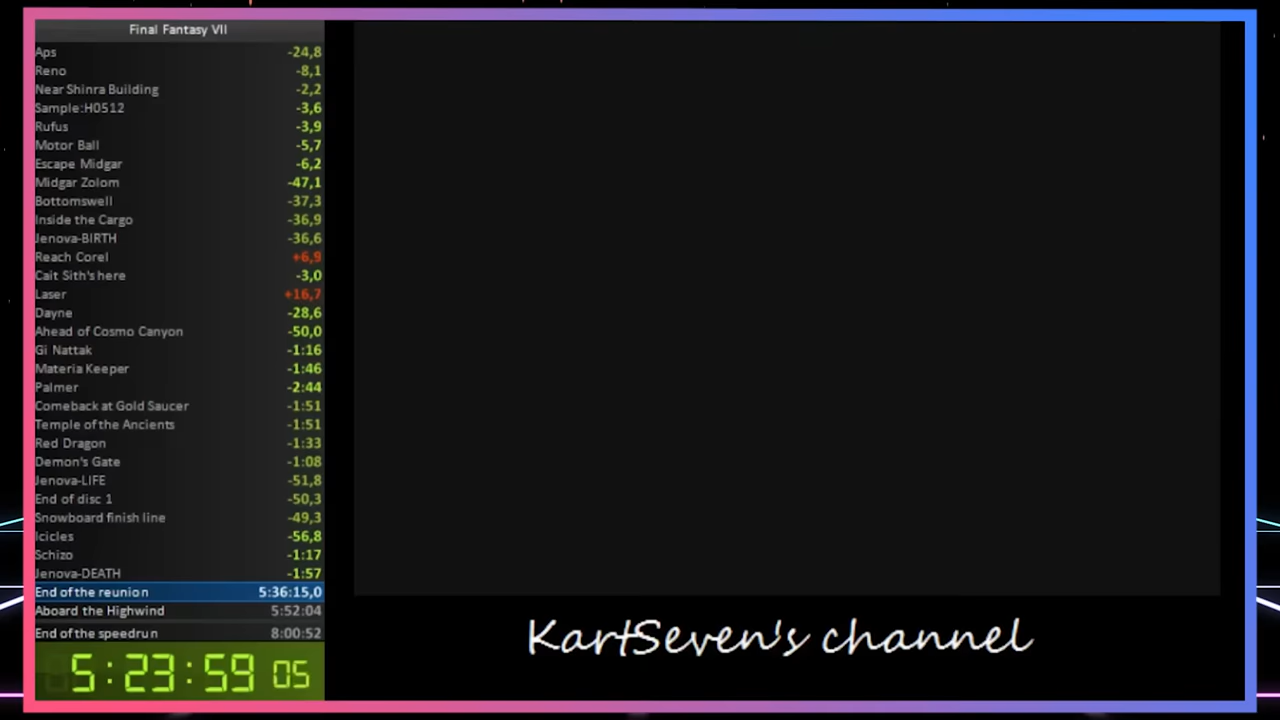 Final Fantasy VII
Aps -24,8
Reno -8,1
Near Shinra Building -2,2
Sample:H0512 -3,6
Rufus -3,9
Motor Ball -5,7
Escape Midgar -6,2
Midgar Zolom -47,1
Bottomswell -37,3
Inside the Cargo -36,9
Jenova-BIRTH -36,6
Reach Corel +6,9
Cait Sith's here -3,0
Laser +16,7
Dayne -28,6
Ahead of Cosmo Canyon -50,0
Gi Nattak -1:16
Materia Keeper -1:46
Palmer -2:44
Comeback at Gold Saucer -1:51
Temple of the Ancients -1:51
Red Dragon -1:33
Demon's Gate -1:08
Jenova-LIFE -51,8
End of disc 1 -50,3
Snowboard finish line -49,3
Icicles -56,8
Schizo -1:17
Jenova-DEATH -1:57
End of the reunion 5:36:15,0
Aboard the Highwind 5:52:04
End of the speedrun 8:00:52
5:23:59 05
KartSeven's channel